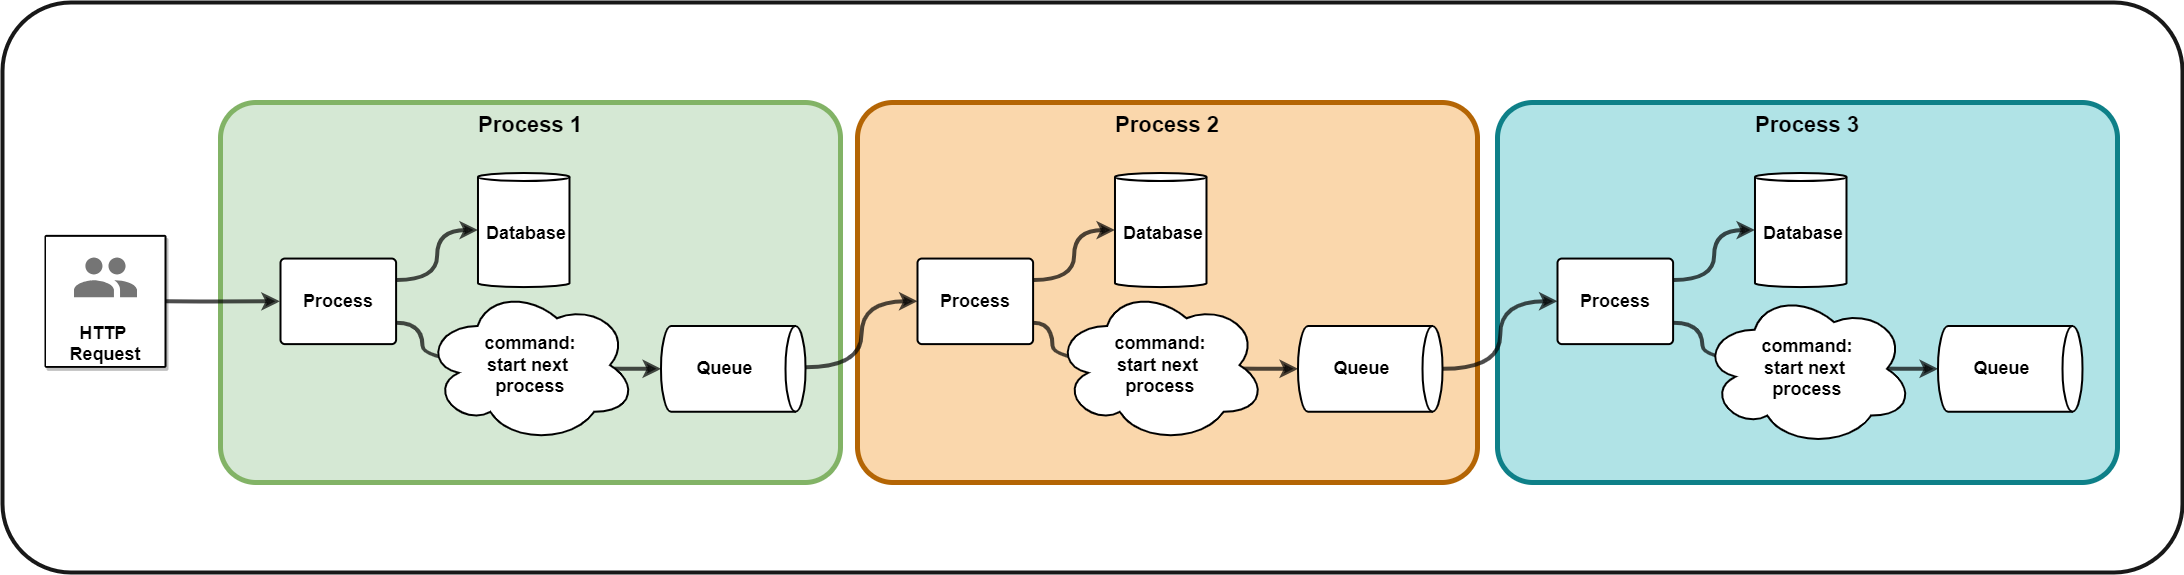 HTTP
Request
Process 1
Process
Database
command:
start next
process
Queue
Process 2
Process
Database
command:
start next
process
Queue
Process 3
Process
Database
command:
start next
process
Queue